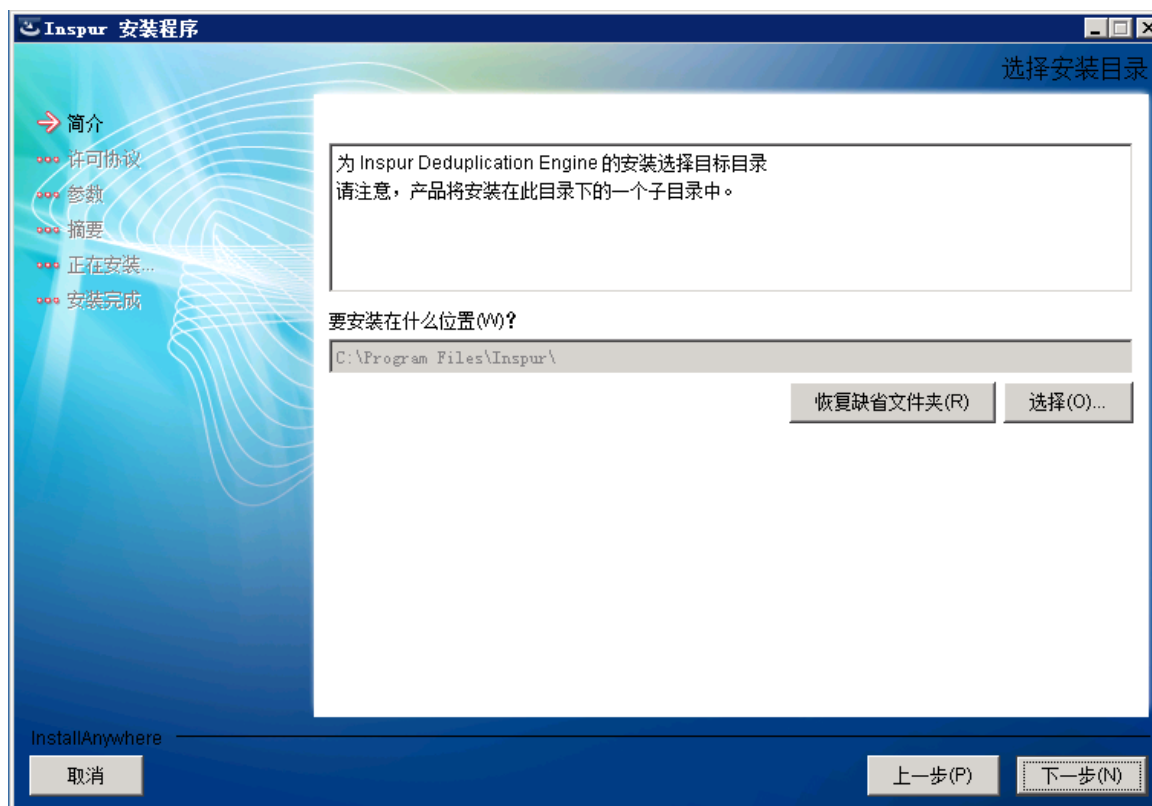 Inspur 安装程序
选择安装目录
简介
许可协议
参数
摘要
正在安装...
安装完成
为 Inspur Deduplication Engine 的安装选择目标目录
请注意，产品将安装在此目录下的一个子目录中。
要安装在什么位置(W)?
C:\Program Files\Inspur\
恢复缺省文件夹(R)
选择(O)...
InstallAnywhere
取消
上一步(P)
下一步(N)